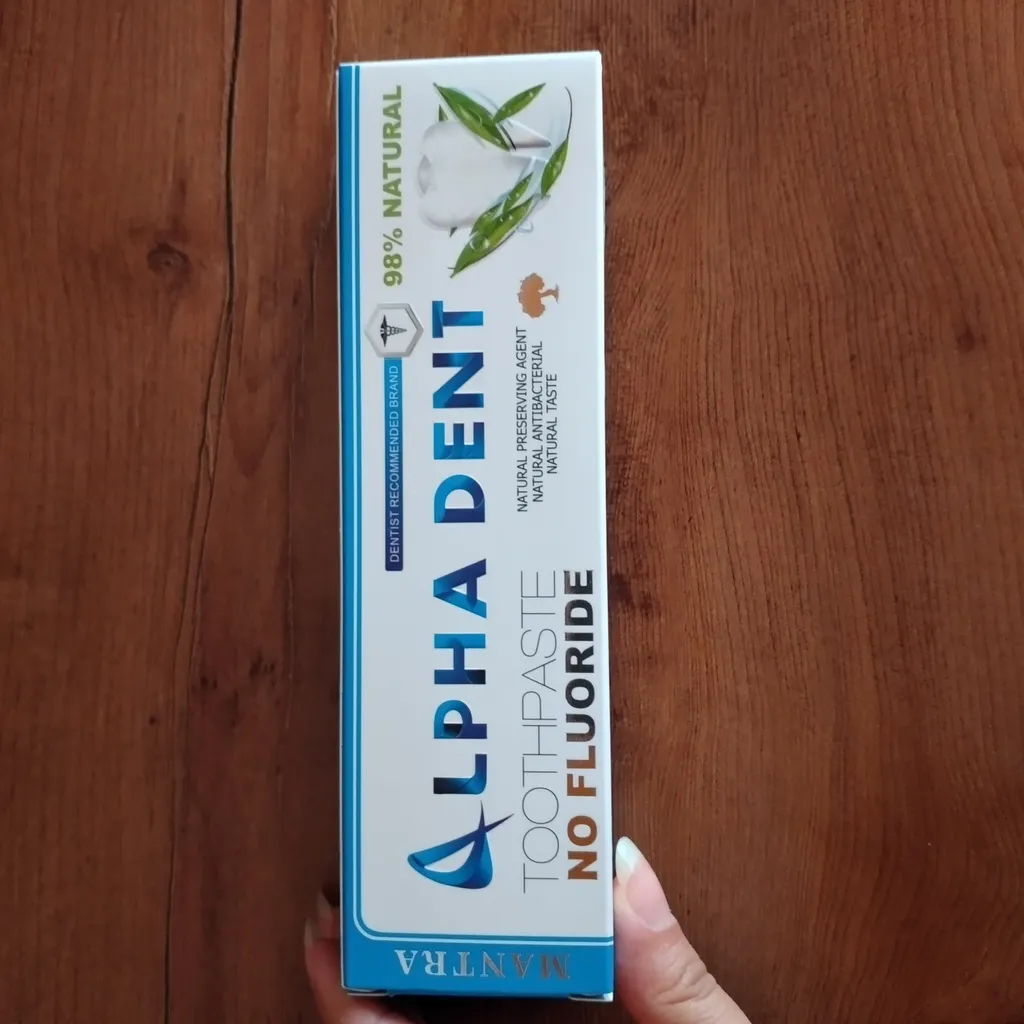 DENTIST RECOMMENDED BRAND
98% NATURAL
ALPHA DENT
TOOTHPASTE
NO FLUORIDE
NATURAL PRESERVING AGENT
NATURAL ANTIBACTERIAL
NATURAL TASTE
MANTRA